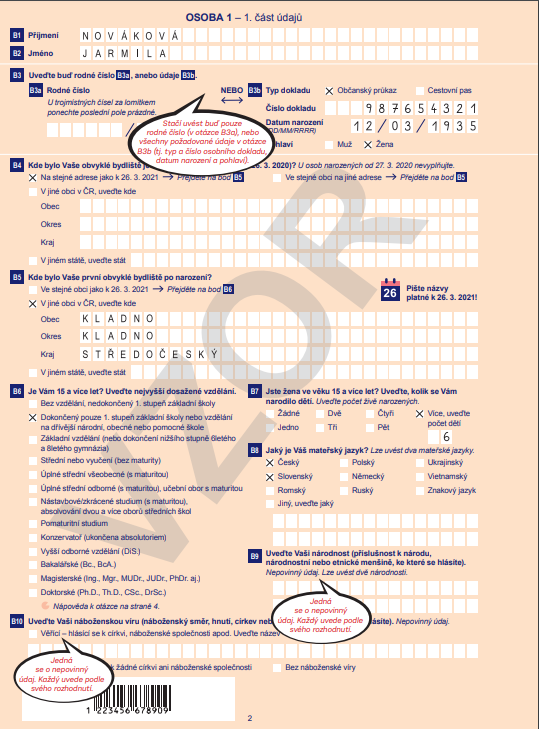 OSOBA 1 – 1. část údajů
B1 Příjmení NOVÁKOVÁ
B2 Jméno JARMILA
B3 Uveďte buď rodné číslo B3a, anebo údaje B3b.
B3a Rodné číslo
U trojmístných čísel za lomítkem
ponechte poslední pole prázdné.
/
NEBO
B3b Typ dokladu Občanský průkaz Cestovní pas
Číslo dokladu 987654321
Datum narození
(DD/MM/RRRR) 12/03/1935
Pohlaví Muž Žena
Stačí uvést buď pouze
rodné číslo (v otázce B3a), nebo
všechny požadované údaje v otázce
B3b (tj. typ a číslo osobního dokladu,
datum narození a pohlaví).
B4 Kde bylo Vaše obvyklé bydliště 26. 3. 2020)? U osob narozených od 27. 3. 2020 nevyplňujte.
Na stejné adrese jako k 26. 3. 2021 → Přejděte na bod B5
Ve stejné obci na jiné adrese → Přejděte na bod B5
V jiné obci v ČR, uveďte kde
Obec
Okres
Kraj
V jiném státě, uveďte stát
B5 Kde bylo Vaše první obvyklé bydliště po narození?
Ve stejné obci jako k 26. 3. 2021 → Přejděte na bod B6
V jiné obci v ČR, uveďte kde
26 Pište názvy
platné k 26. 3. 2021!
Obec KLADNO
Okres KLADNO
Kraj STŘEDOČESKÝ
V jiném státě, uveďte stát
B6 Je Vám 15 a více let? Uveďte nejvyšší dosažené vzdělání.
Bez vzdělání, nedokončený 1. stupeň základní školy
Dokončený pouze 1. stupeň základní školy nebo vzdělání
na dřívější národní, obecné nebo pomocné škole
Základní vzdělání (nebo dokončení nižšího stupně 6letého
a 8letého gymnázia)
Střední nebo vyučení (bez maturity)
Úplné střední všeobecné (s maturitou)
Úplné střední odborné (s maturitou), učební obor s maturitou
Nástavbové/zkrácené studium (s maturitou),
absolvování dvou a více oborů středních škol
Pomaturitní studium
Konzervatoř (ukončena absolutoriem)
Vyšší odborné vzdělání (DiS.)
Bakalářské (Bc., BcA.)
Magisterské (Ing., Mgr., MUDr., JUDr., PhDr. aj.)
Doktorské (Ph.D., Th.D., CSc., DrSc.)
Nápověda k otázce na straně 4.
B7 Jste žena ve věku 15 a více let? Uveďte, kolik se Vám
narodilo dětí. Uveďte počet živě narozených.
Žádné Dvě Čtyři Více, uveďte
počet dětí
Jedno Tři Pět 6
B8 Jaký je Váš mateřský jazyk? Lze uvést dva mateřské jazyky.
Český Polský Ukrajinský
Slovenský Německý Vietnamský
Romský Ruský Znakový jazyk
Jiný, uveďte jaký
B9 Uveďte Vaši národnost (příslušnost k národu,
národnostní nebo etnické menšině, ke které se hlásíte).
Nepovinný údaj. Lze uvést dvě národnosti.
Jedná
se o nepovinný
údaj. Každý uvede podle
svého rozhodnutí.
B10 Uveďte Vaši náboženskou víru (náboženský směr, hnutí, církev hlásíte). Nepovinný údaj.
Věřící – hlásící se k církvi, náboženské společnosti apod. Uveďte název
Jedná
se o nepovinný
údaj. Každý uvede podle
svého rozhodnutí.
k žádné církvi ani náboženské společnosti
Bez náboženské víry
1 223456 678909
2
VZOR